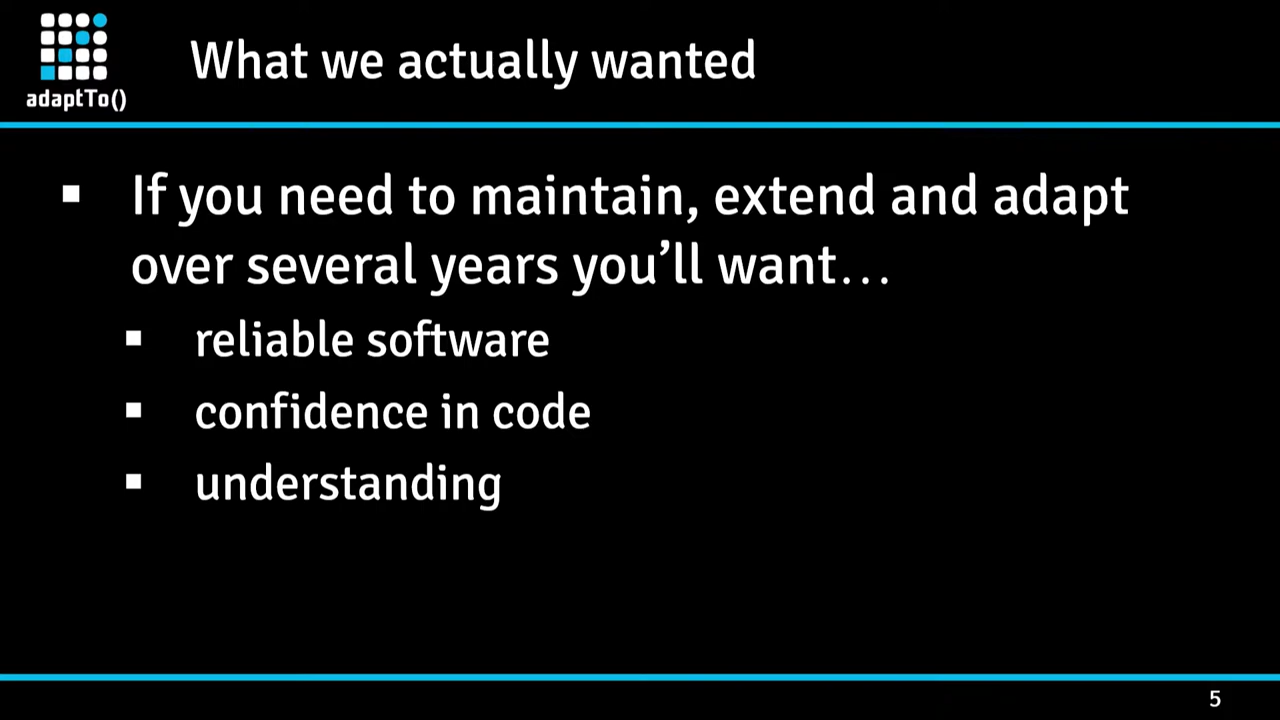 adaptTo()
What we actually wanted
▪ If you need to maintain, extend and adapt
over several years you’ll want…
▪ reliable software
▪ confidence in code
▪ understanding
5